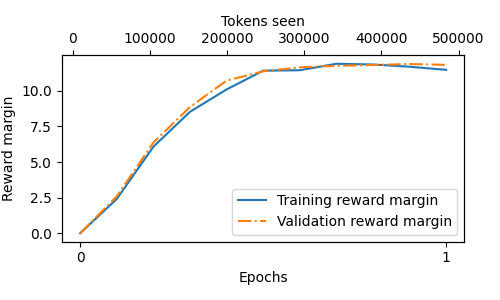 Tokens seen
0 100000 200000 300000 400000 500000
Reward margin
10.0
7.5
5.0
2.5
0.0
Training reward margin
Validation reward margin
0 1
Epochs